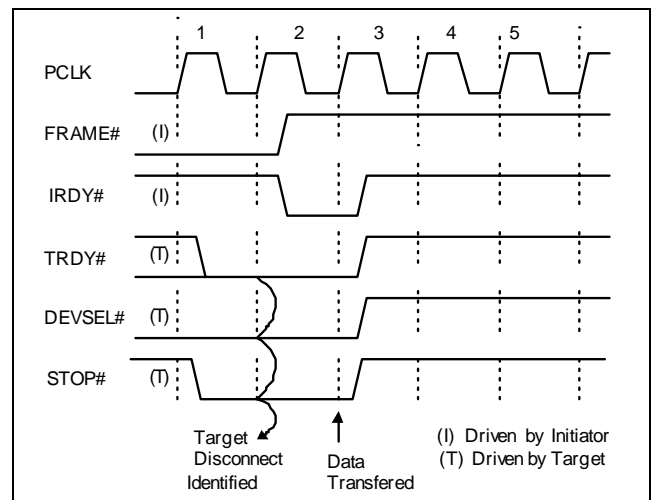 1 2 3 4 5
PCLK
FRAME# (I)
IRDY# (I)
TRDY# (T)
DEVSEL# (T)
STOP# (T)
Target
Disconnect
Identified
Data
Transfered
(I) Driven by Initiator
(T) Driven by Target